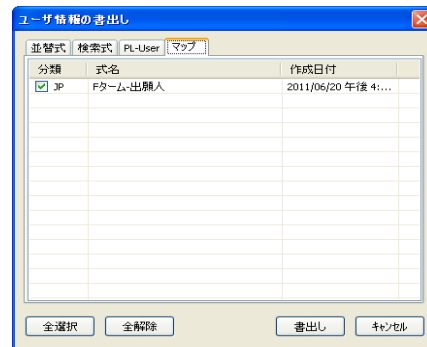 ユーザ情報の書出し
並替式 検索式 PL-User マップ
分類 式名 作成日付
JP Fターム-出願人 2011/06/20 午後 4:...
全選択 全解除 書出し キャンセル